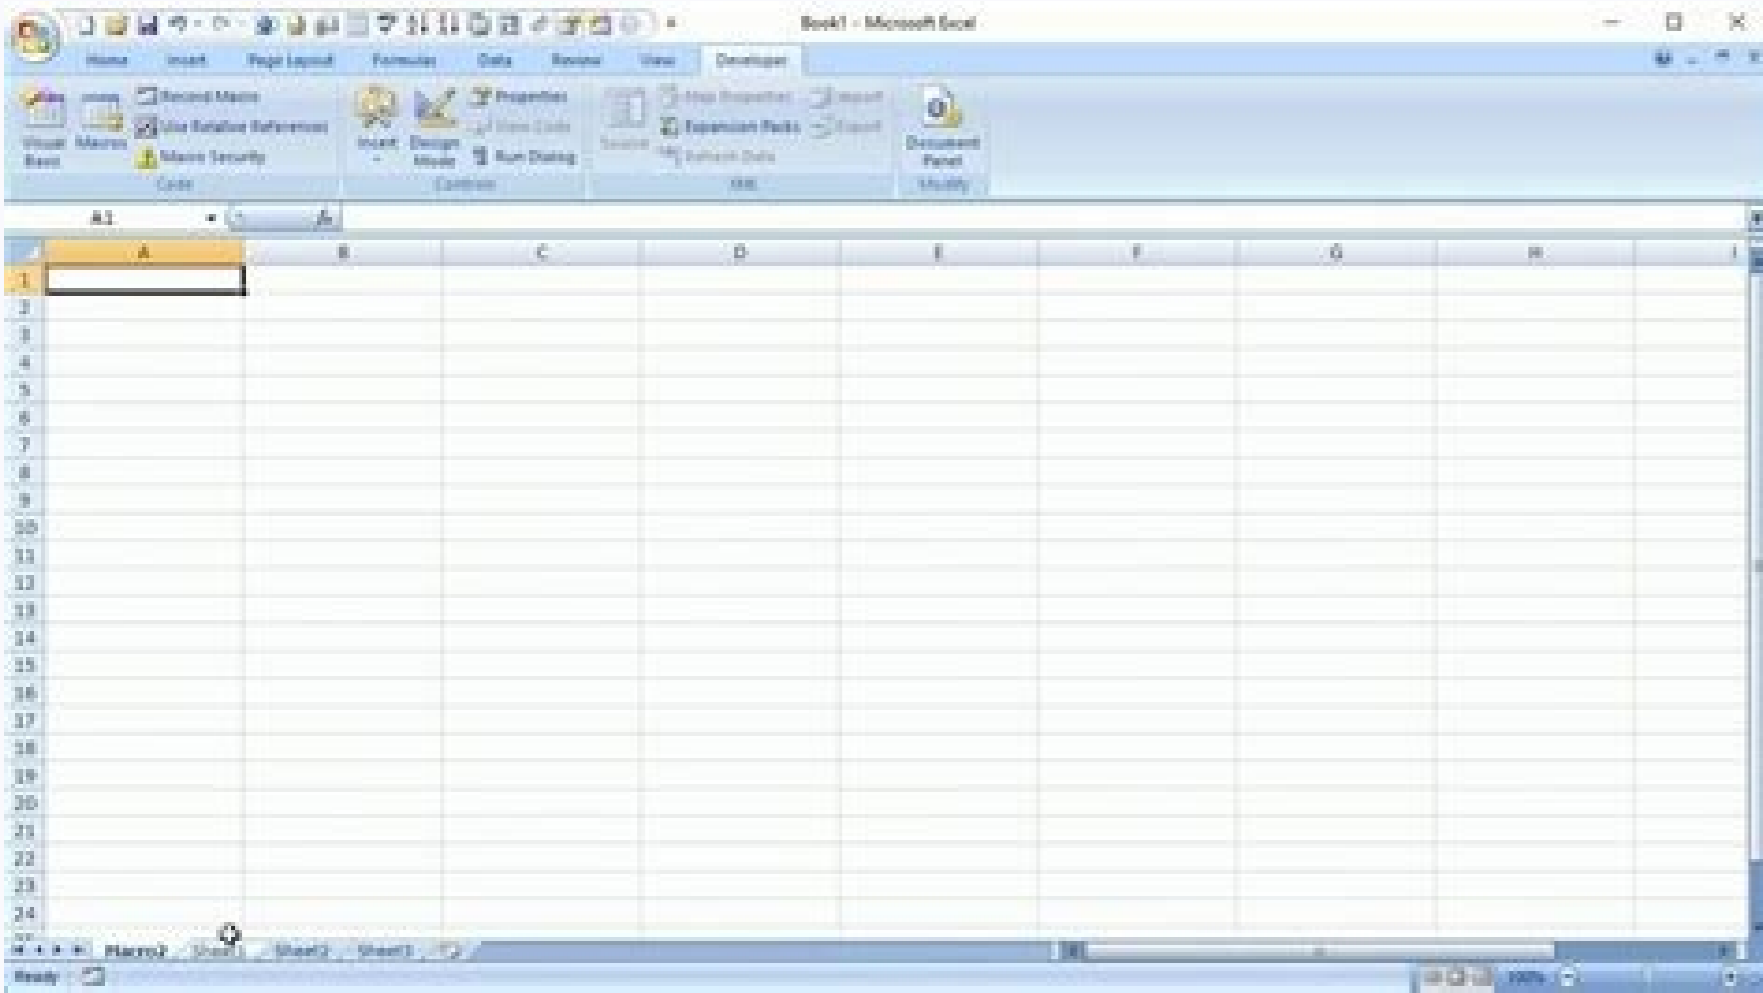 Book1 - Microsoft Excel
Home Insert Page Layout Formulas Data Review View Developer
Visual Basic
Macros
Record Macro
Use Relative References
Macro Security
Code
Insert
Design Mode
Properties
View Code
Run Dialog
Controls
Source
Map Properties
Expansion Packs
Refresh Data
Import
Export
XML
Document Panel
Modify
A1 fx
A B C D E F G H I
1
2
3
4
5
6
7
8
9
10
11
12
13
14
15
16
17
18
19
20
21
22
23
24
Macro2 Sheet1 Sheet2 Sheet3
Ready 100%